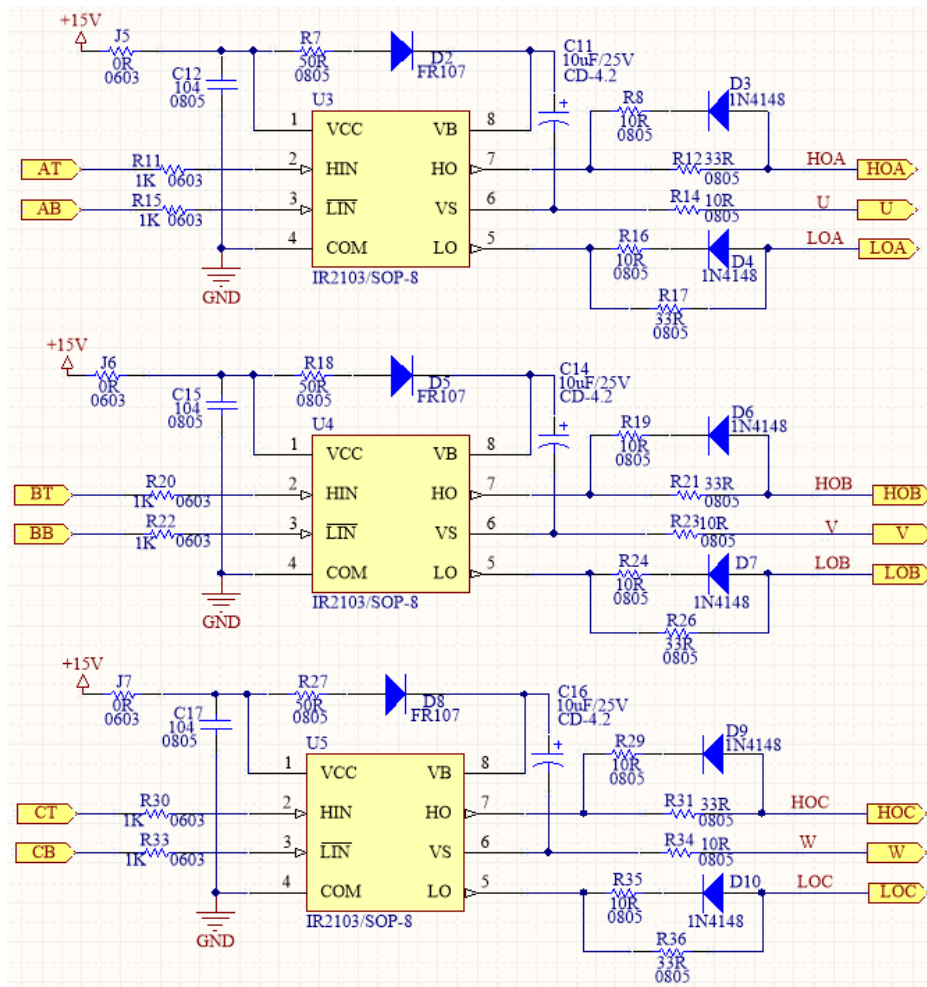 +15V
J5
0R
0603
C12
104
0805
R7
50R
0805
D2
FR107
C11
10uF/25V
CD-4.2
U3
1
VCC
VB
8
R8
10R
0805
D3
1N4148
AT
R11
1K 0603
2
HIN
HO
7
R12 33R
0805
HOA
HOA
AB
R15
1K 0603
3
LIN
VS
6
R14 10R
0805
U
U
4
COM
LO
5
R16
10R
0805
D4
1N4148
LOA
LOA
GND
IR2103/SOP-8
R17
33R
0805
+15V
J6
0R
0603
C15
104
0805
R18
50R
0805
D5
FR107
C14
10uF/25V
CD-4.2
U4
1
VCC
VB
8
R19
10R
0805
D6
1N4148
BT
R20
1K 0603
2
HIN
HO
7
R21 33R
0805
HOB
HOB
BB
R22
1K 0603
3
LIN
VS
6
R23 10R
0805
V
V
4
COM
LO
5
R24
10R
0805
D7
1N4148
LOB
LOB
GND
IR2103/SOP-8
R26
33R
0805
+15V
J7
0R
0603
C17
104
0805
R27
50R
0805
D8
FR107
C16
10uF/25V
CD-4.2
U5
1
VCC
VB
8
R29
10R
0805
D9
1N4148
CT
R30
1K 0603
2
HIN
HO
7
R31 33R
0805
HOC
HOC
CB
R33
1K 0603
3
LIN
VS
6
R34 10R
0805
W
W
4
COM
LO
5
R35
10R
0805
D10
1N4148
LOC
LOC
GND
IR2103/SOP-8
R36
33R
0805